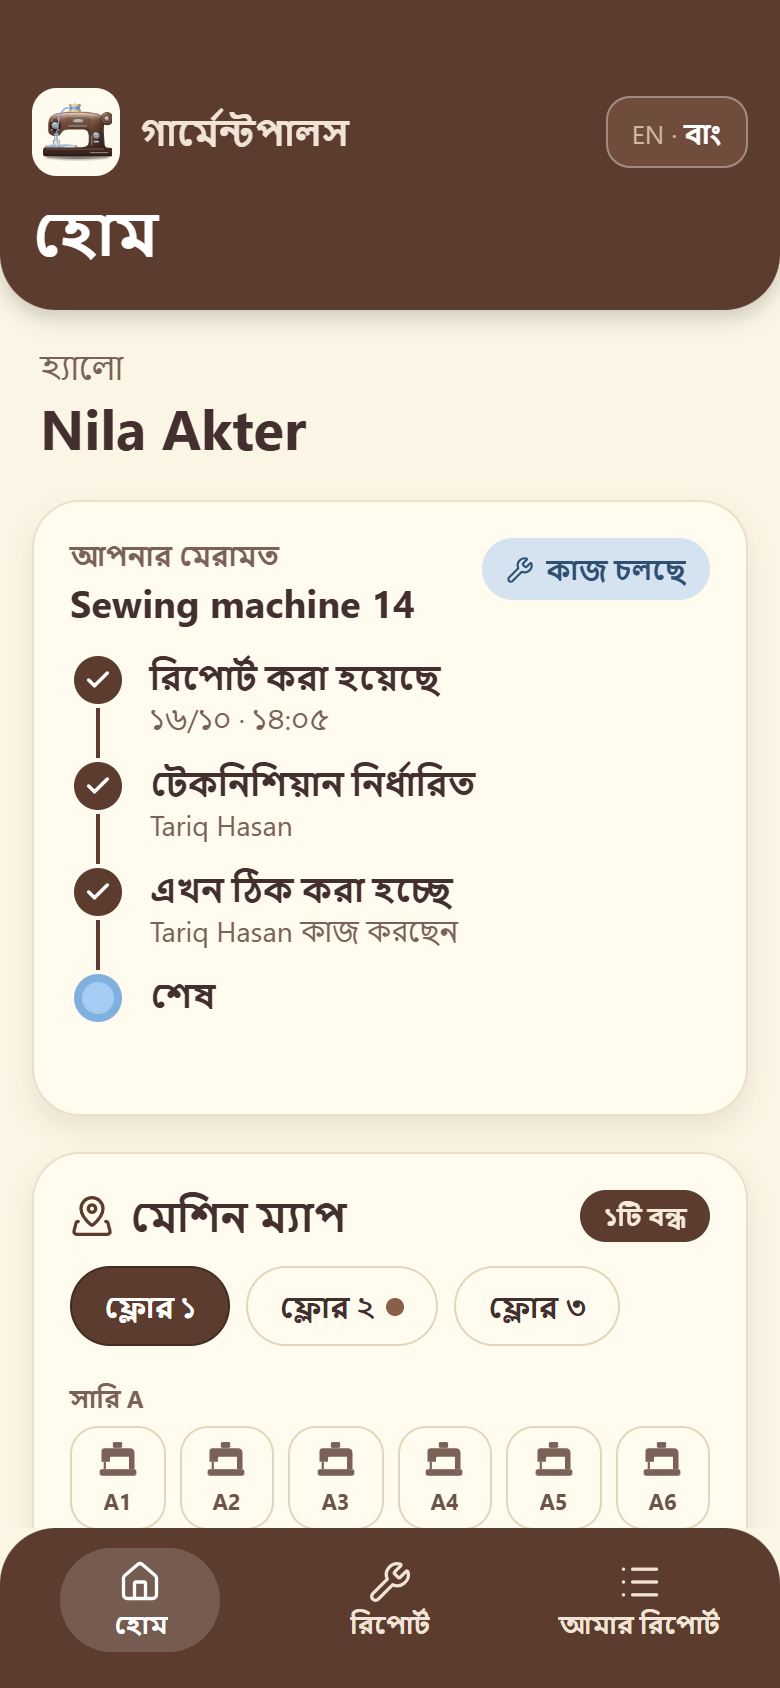 গার্মেন্টপালস
EN · বাং
হোম
হ্যালো
Nila Akter
আপনার মেরামত
কাজ চলছে
Sewing machine 14
রিপোর্ট করা হয়েছে
১৬/১০ · ১৪:০৫
টেকনিশিয়ান নির্ধারিত
Tariq Hasan
এখন ঠিক করা হচ্ছে
Tariq Hasan কাজ করছেন
শেষ
মেশিন ম্যাপ
১টি বন্ধ
ফ্লোর ১
ফ্লোর ২
ফ্লোর ৩
সারি A
A1 A2 A3 A4 A5 A6
হোম
রিপোর্ট
আমার রিপোর্ট